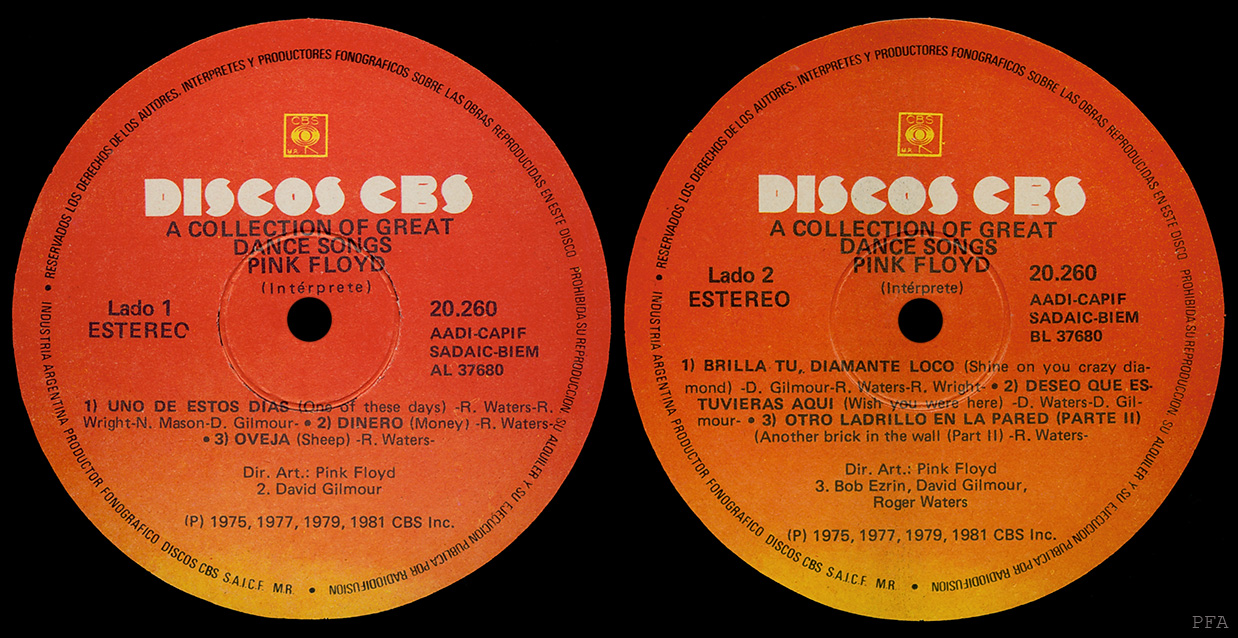 RESERVADOS LOS DERECHOS DE LOS AUTORES, INTERPRETES Y PRODUCTORES FONOGRAFICOS SOBRE LAS OBRAS REPRODUCIDAS EN ESTE DISCO PROHIBIDA SU REPRODUCCION, SU ALQUILER Y SU EJECUCION PUBLICA POR RADIODIFUSION •
INDUSTRIA ARGENTINA PRODUCTOR FONOGRAFICO DISCOS CBS S.A.I.C.F. M.R. •
CBS
M.R.
DISCOS CBS
A COLLECTION OF GREAT
DANCE SONGS
PINK FLOYD
(Intérprete)
Lado 1
ESTEREO
20.260
AADI-CAPIF
SADAIC-BIEM
AL 37680
1) UNO DE ESTOS DIAS (One of these days) -R. Waters-R.
Wright-N. Mason-D. Gilmour- • 2) DINERO (Money) -R. Waters-
• 3) OVEJA (Sheep) -R. Waters-
Dir. Art.: Pink Floyd
2. David Gilmour
(P) 1975, 1977, 1979, 1981 CBS Inc.
RESERVADOS LOS DERECHOS DE LOS AUTORES, INTERPRETES Y PRODUCTORES FONOGRAFICOS SOBRE LAS OBRAS REPRODUCIDAS EN ESTE DISCO PROHIBIDA SU REPRODUCCION, SU ALQUILER Y SU EJECUCION PUBLICA POR RADIODIFUSION •
INDUSTRIA ARGENTINA PRODUCTOR FONOGRAFICO DISCOS CBS S.A.I.C.F. M.R. •
CBS
M.R.
DISCOS CBS
A COLLECTION OF GREAT
DANCE SONGS
PINK FLOYD
(Intérprete)
Lado 2
ESTEREO
20.260
AADI-CAPIF
SADAIC-BIEM
BL 37680
1) BRILLA TU, DIAMANTE LOCO (Shine on you crazy dia-
mond) -D. Gilmour-R. Waters-R. Wright- • 2) DESEO QUE ES-
TUVIERAS AQUI (Wish you were here) -D. Waters-D. Gil-
mour- • 3) OTRO LADRILLO EN LA PARED (PARTE II)
(Another brick in the wall (Part II) -R. Waters-
Dir. Art.: Pink Floyd
3. Bob Ezrin, David Gilmour,
Roger Waters
(P) 1975, 1977, 1979, 1981 CBS Inc.
PFA